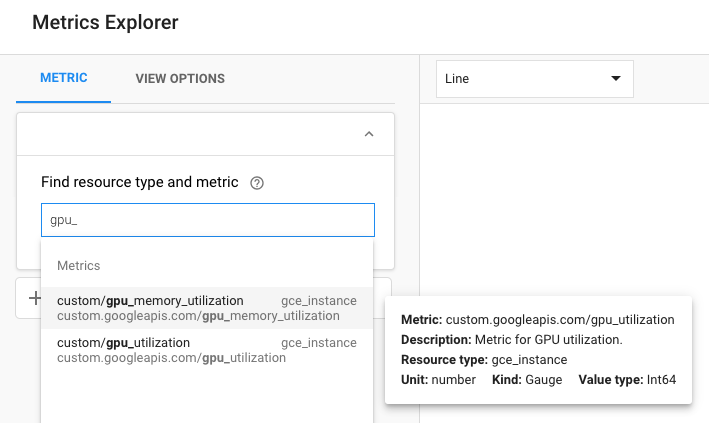 Metrics Explorer
METRIC
VIEW OPTIONS
Line
Find resource type and metric ?
gpu_
Metrics
custom/gpu_memory_utilization gce_instance
custom.googleapis.com/gpu_memory_utilization
custom/gpu_utilization gce_instance
custom.googleapis.com/gpu_utilization
+
Metric: custom.googleapis.com/gpu_utilization
Description: Metric for GPU utilization.
Resource type: gce_instance
Unit: number Kind: Gauge Value type: Int64